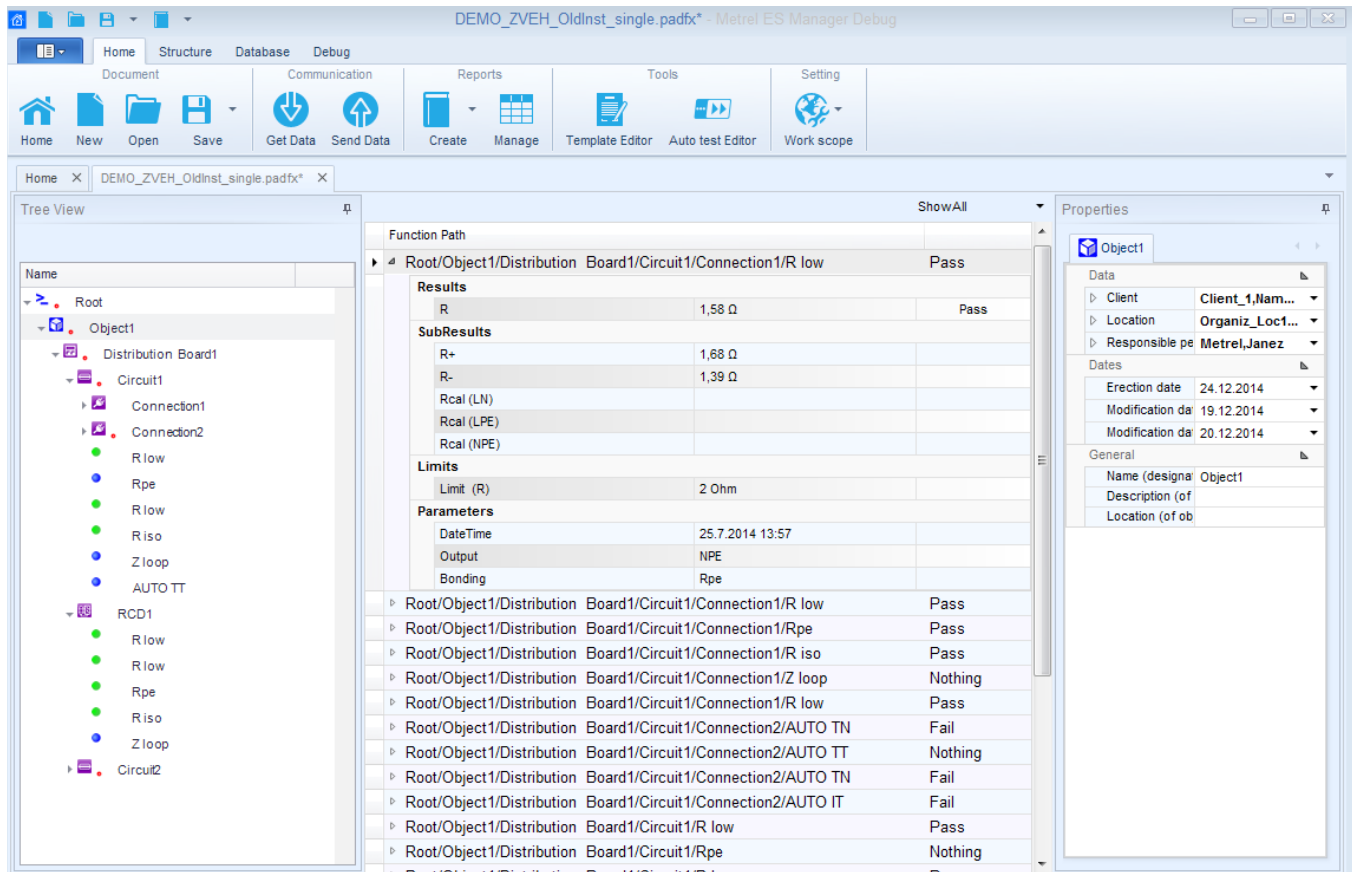 DEMO_ZVEH_OldInst_single.padfx* - Metrel ES Manager Debug
Home Structure Database Debug
Document Communication Reports Tools Setting
Home New Open Save Get Data Send Data Create Manage Template Editor Auto test Editor Work scope
Home DEMO_ZVEH_OldInst_single.padfx*
Tree View
Name
Root
Object1
Distribution Board1
Circuit1
Connection1
Connection2
R low
Rpe
R low
R iso
Z loop
AUTO TT
RCD1
R low
R low
Rpe
R iso
Z loop
Circuit2
ShowAll
Function Path
Root/Object1/Distribution Board1/Circuit1/Connection1/R low Pass
Results
R 1,58 Ω Pass
SubResults
R+ 1,68 Ω
R- 1,39 Ω
Rcal (LN)
Rcal (LPE)
Rcal (NPE)
Limits
Limit (R) 2 Ohm
Parameters
DateTime 25.7.2014 13:57
Output NPE
Bonding Rpe
Root/Object1/Distribution Board1/Circuit1/Connection1/R low Pass
Root/Object1/Distribution Board1/Circuit1/Connection1/Rpe Pass
Root/Object1/Distribution Board1/Circuit1/Connection1/R iso Pass
Root/Object1/Distribution Board1/Circuit1/Connection1/Z loop Nothing
Root/Object1/Distribution Board1/Circuit1/Connection1/R low Pass
Root/Object1/Distribution Board1/Circuit1/Connection2/AUTO TN Fail
Root/Object1/Distribution Board1/Circuit1/Connection2/AUTO TT Nothing
Root/Object1/Distribution Board1/Circuit1/Connection2/AUTO TN Fail
Root/Object1/Distribution Board1/Circuit1/Connection2/AUTO IT Fail
Root/Object1/Distribution Board1/Circuit1/R low Pass
Root/Object1/Distribution Board1/Circuit1/Rpe Nothing
Properties
Object1
Data
Client Client_1,Nam...
Location Organiz_Loc1...
Responsible pe Metrel,Janez
Dates
Erection date 24.12.2014
Modification da 19.12.2014
Modification da 20.12.2014
General
Name (designa Object1
Description (of
Location (of ob